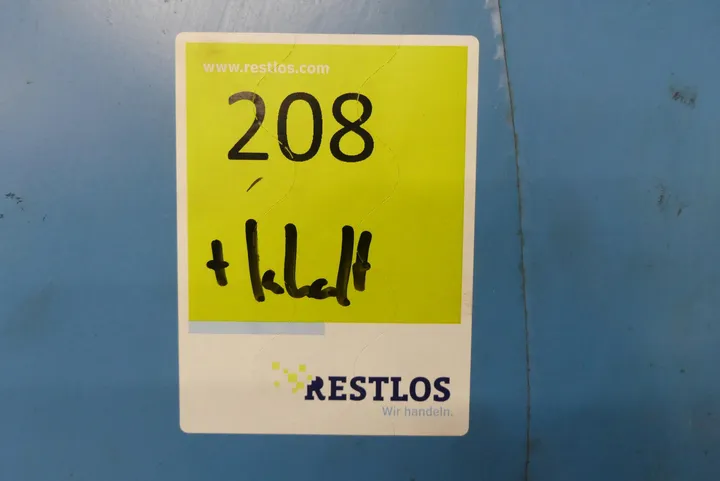 www.restlos.com
208
+ Inhalt
RESTLOS
Wir handeln.